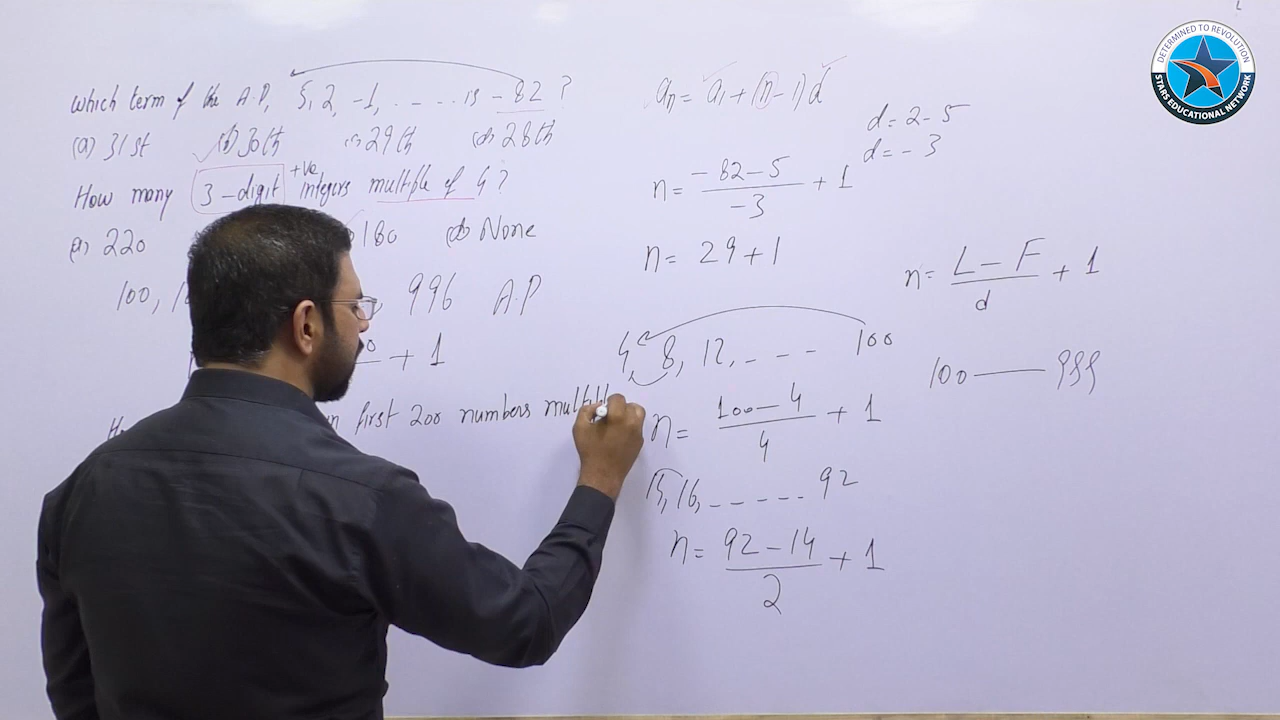 which term of the A.P, 5, 2, -1, ..... is -82 ?
(a) 31st (b) 30th (c) 29th (d) 28th
How many 3-digit +ve integers multiple of 4 ?
(a) 220 180 (d) None
100, 996 A.P
+ 1
in first 200 numbers
an = a1 + (n-1)d
d = 2 - 5
d = - 3
n = -82 - 5 / -3 + 1
n = 29 + 1
n = L - F / d + 1
4, 8, 12, - - - - 100
100 — 999
n = 100 - 4 / 4 + 1
16, - - - - - 92
n = 92 - 14 / 2 + 1
DETERMINED TO REVOLUTION
STARS EDUCATIONAL NETWORK